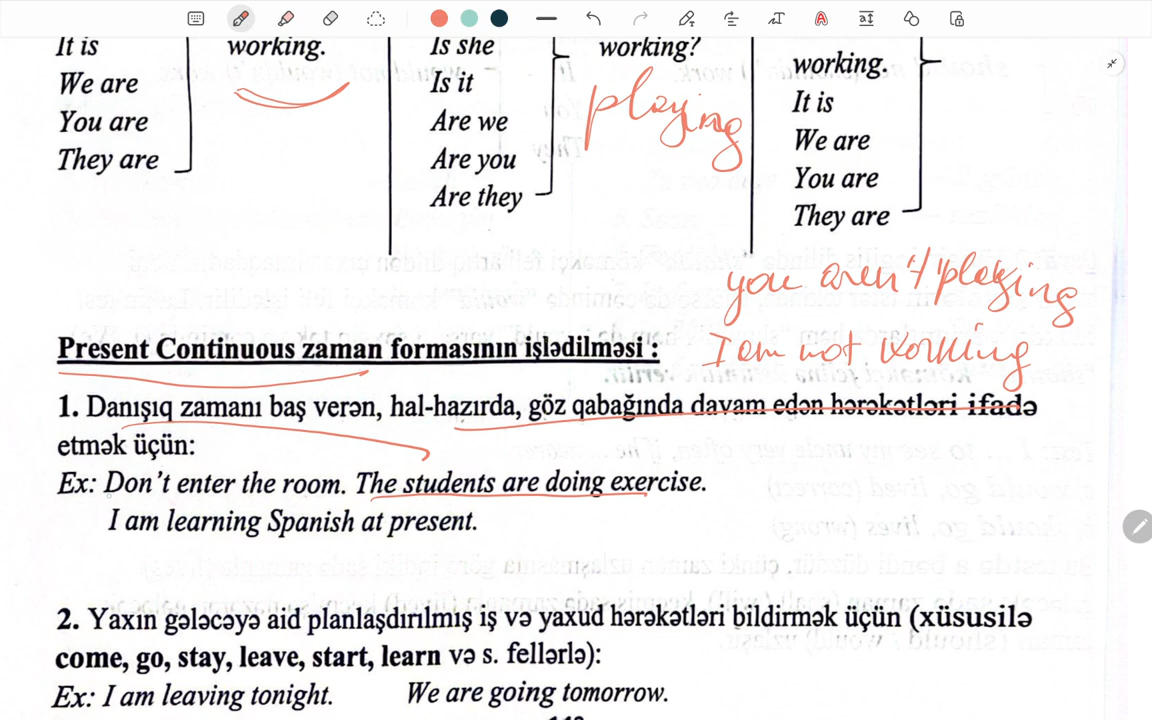 It is
We are
You are
They are
working.
Is she
Is it
Are we
Are you
Are they
working?
playing
working.
It is
We are
You are
They are
you aren't playing
I am not working
Present Continuous zaman formasının işlədilməsi :
1. Danışıq zamanı baş verən, hal-hazırda, göz qabağında davam edən hərəkətləri ifadə
etmək üçün:
Ex: Don't enter the room. The students are doing exercise.
I am learning Spanish at present.
2. Yaxin gələcəyə aid planlaşdırılmış iş və yaxud hərəkətləri bildirmək üçün (xüsusilə
come, go, stay, leave, start, learn və s. fellərlə):
Ex: I am leaving tonight. We are going tomorrow.